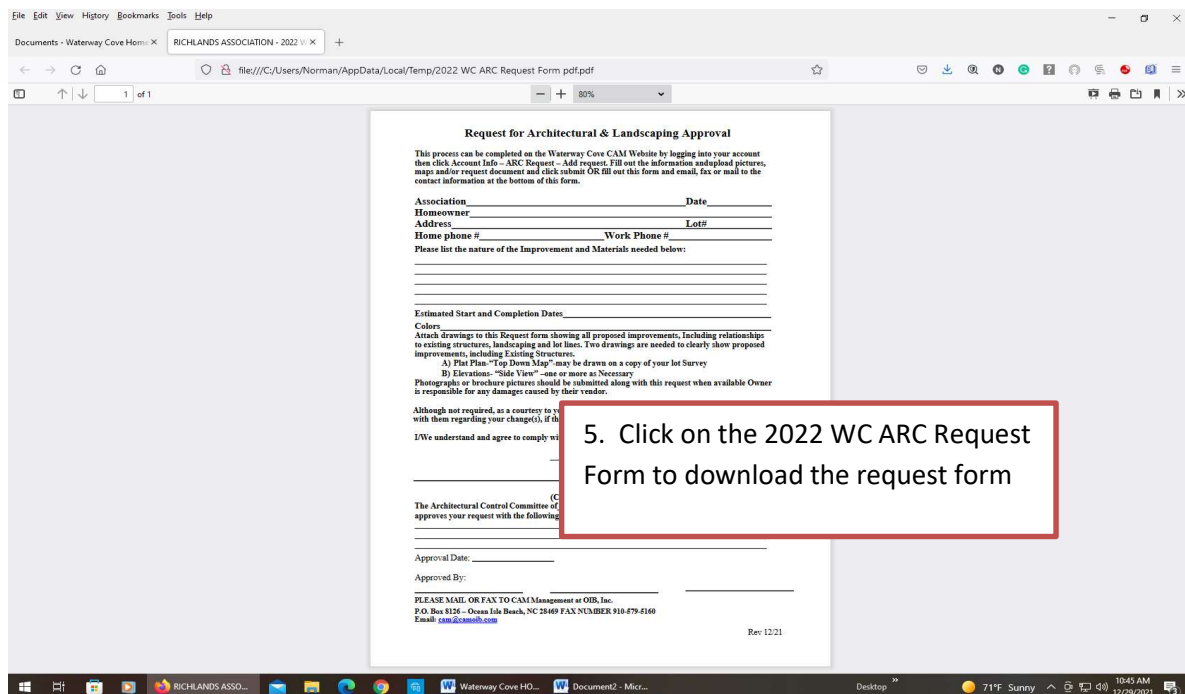 File Edit View History Bookmarks Tools Help
Documents - Waterway Cove Home
RICHLANDS ASSOCIATION - 2022 W
file:///C:/Users/Norman/AppData/Local/Temp/2022 WC ARC Request Form pdf.pdf
1 of 1
80%
Request for Architectural & Landscaping Approval
This process can be completed on the Waterway Cove CAM Website by logging into your account
then click Account Info – ARC Request – Add request. Fill out the information andupload pictures,
maps and/or request document and click submit OR fill out this form and email, fax or mail to the
contact information at the bottom of this form.
Association Date
Homeowner
Address Lot#
Home phone # Work Phone #
Please list the nature of the Improvement and Materials needed below:
Estimated Start and Completion Dates
Colors
Attach drawings to this Request form showing all proposed improvements, Including relationships
to existing structures, landscaping and lot lines. Two drawings are needed to clearly show proposed
improvements, including Existing Structures.
A) Plat Plan-“Top Down Map”-may be drawn on a copy of your lot Survey
B) Elevations- “Side View” –one or more as Necessary
Photographs or brochure pictures should be submitted along with this request when available Owner
is responsible for any damages caused by their vendor.
Although not required, as a courtesy to
with them regarding your change(s), if
I/We understand and agree to comply
5. Click on the 2022 WC ARC Request
Form to download the request form
The Architectural Control Committee of
approves your request with the following
Approval Date:
Approved By:
PLEASE MAIL OR FAX TO CAM Management at OIB, Inc.
P.O. Box 8126 – Ocean Isle Beach, NC 28469 FAX NUMBER 910-579-5160
Email: cam@camoib.com
Rev 12/21
RICHLANDS ASSO...
Waterway Cove HO...
Document2 - Micr...
Desktop
71°F Sunny
10:45 AM
12/29/2021